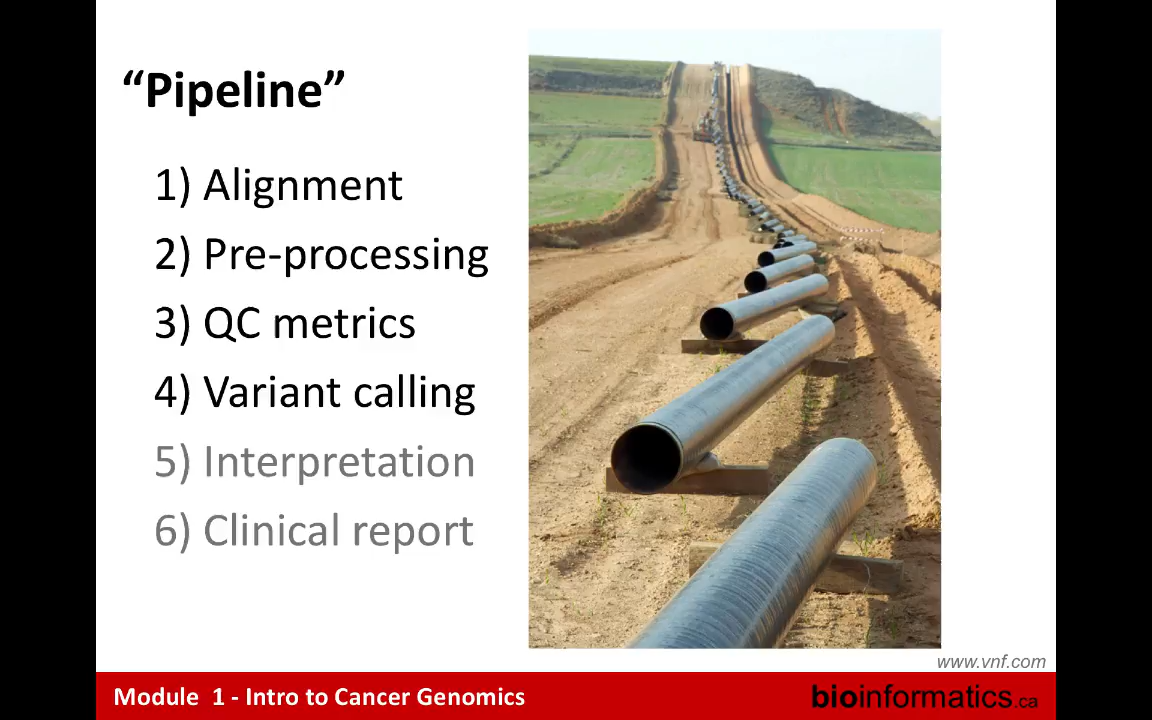 “Pipeline”
1) Alignment
2) Pre-processing
3) QC metrics
4) Variant calling
5) Interpretation
6) Clinical report
www.vnf.com
Module 1 - Intro to Cancer Genomics
bioinformatics.ca